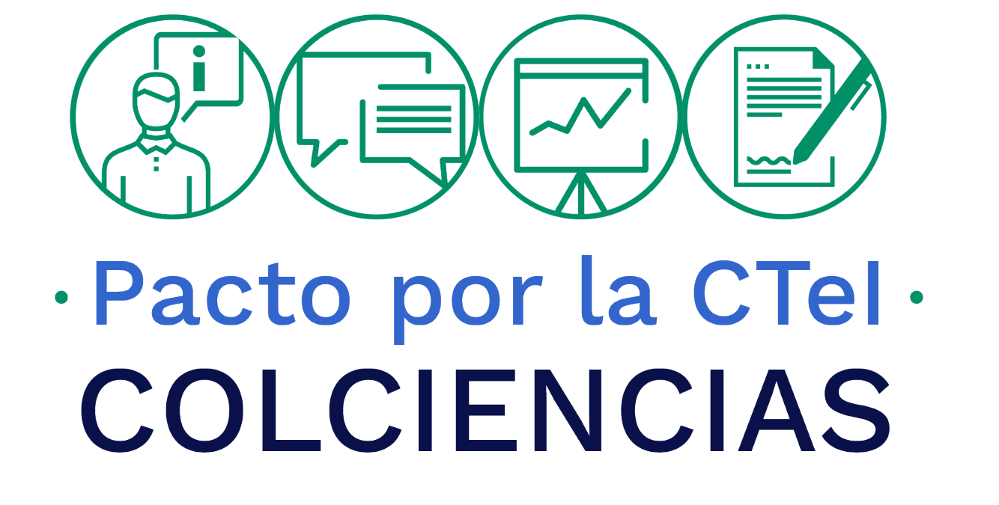 i
• Pacto por la CTeI •
COLCIENCIAS